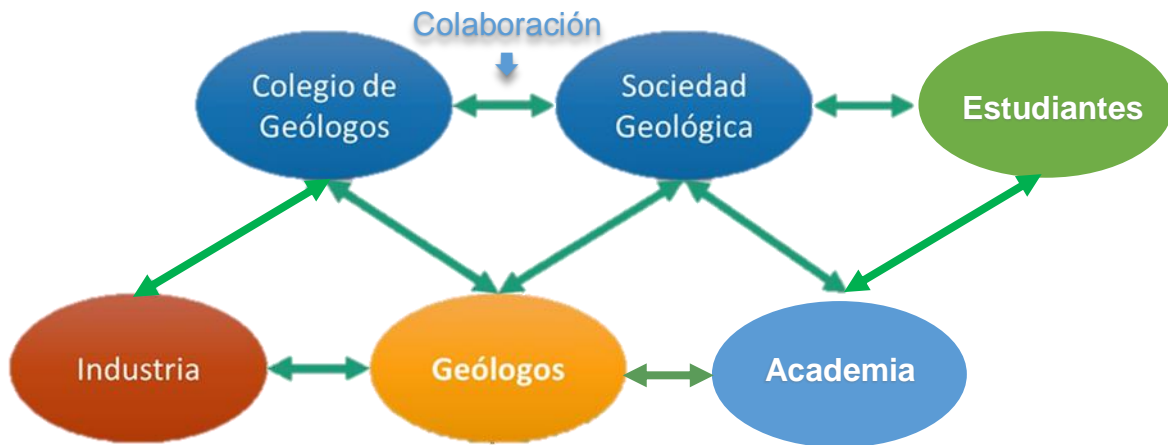 Colaboración
Colegio de
Geólogos
Sociedad
Geológica
Estudiantes
Industria
Geólogos
Academia